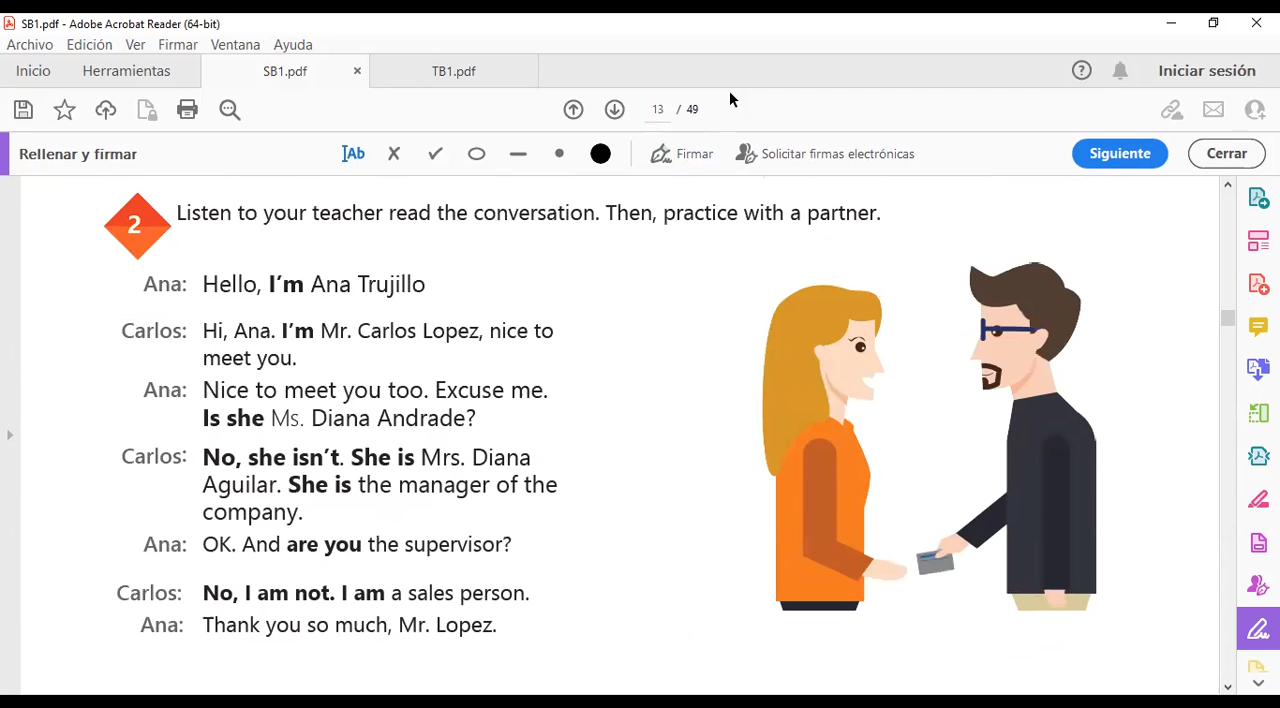 SB1.pdf - Adobe Acrobat Reader (64-bit)
Archivo Edición Ver Firmar Ventana Ayuda
Inicio Herramientas SB1.pdf × TB1.pdf Iniciar sesión
13 / 49
Rellenar y firmar Ab Firmar Solicitar firmas electrónicas Siguiente Cerrar
2 Listen to your teacher read the conversation. Then, practice with a partner.
Ana: Hello, I'm Ana Trujillo
Carlos: Hi, Ana. I'm Mr. Carlos Lopez, nice to
meet you.
Ana: Nice to meet you too. Excuse me.
Is she Ms. Diana Andrade?
Carlos: No, she isn't. She is Mrs. Diana
Aguilar. She is the manager of the
company.
Ana: OK. And are you the supervisor?
Carlos: No, I am not. I am a sales person.
Ana: Thank you so much, Mr. Lopez.